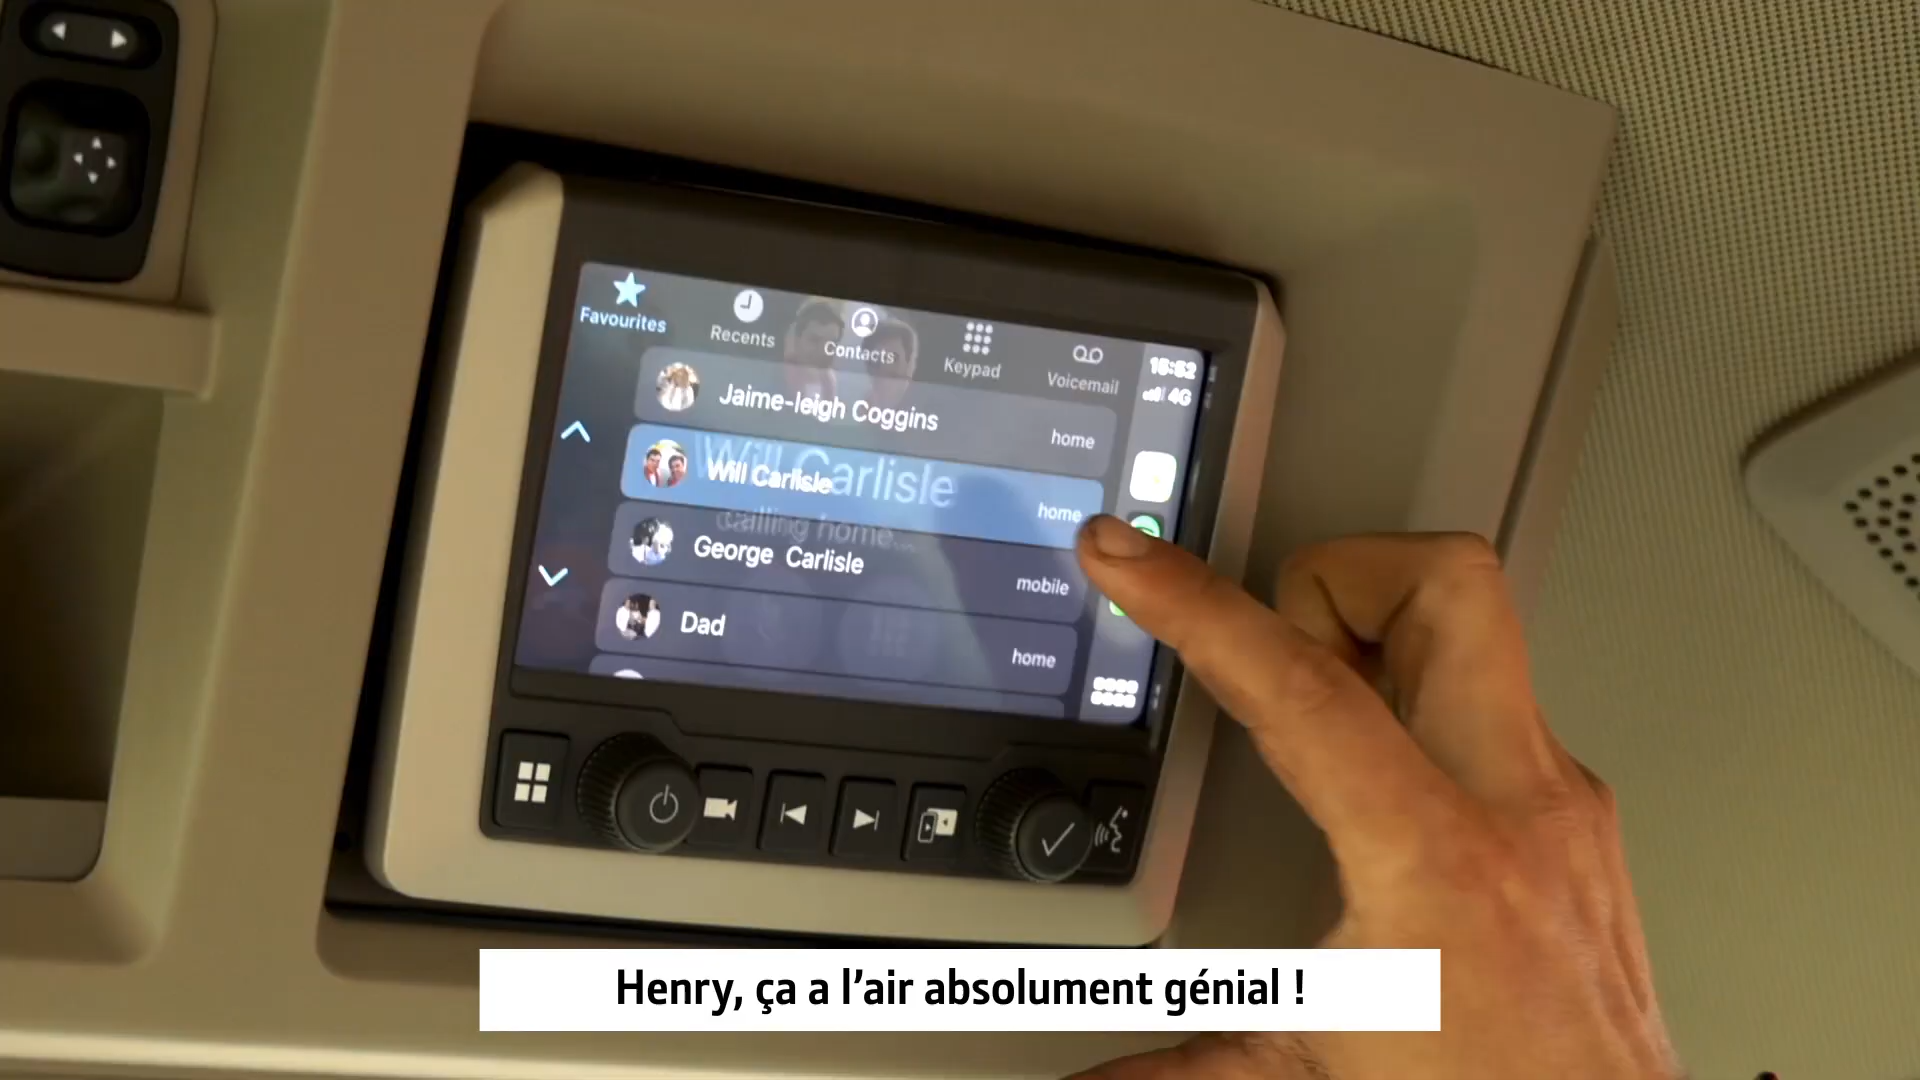 Favourites
Recents
Contacts
Keypad
Voicemail
15:52
4G
Jaime-leigh Coggins
home
Will Carlisle
home
Will Carlisle
calling home...
George Carlisle
mobile
Dad
home
Henry, ça a l’air absolument génial !